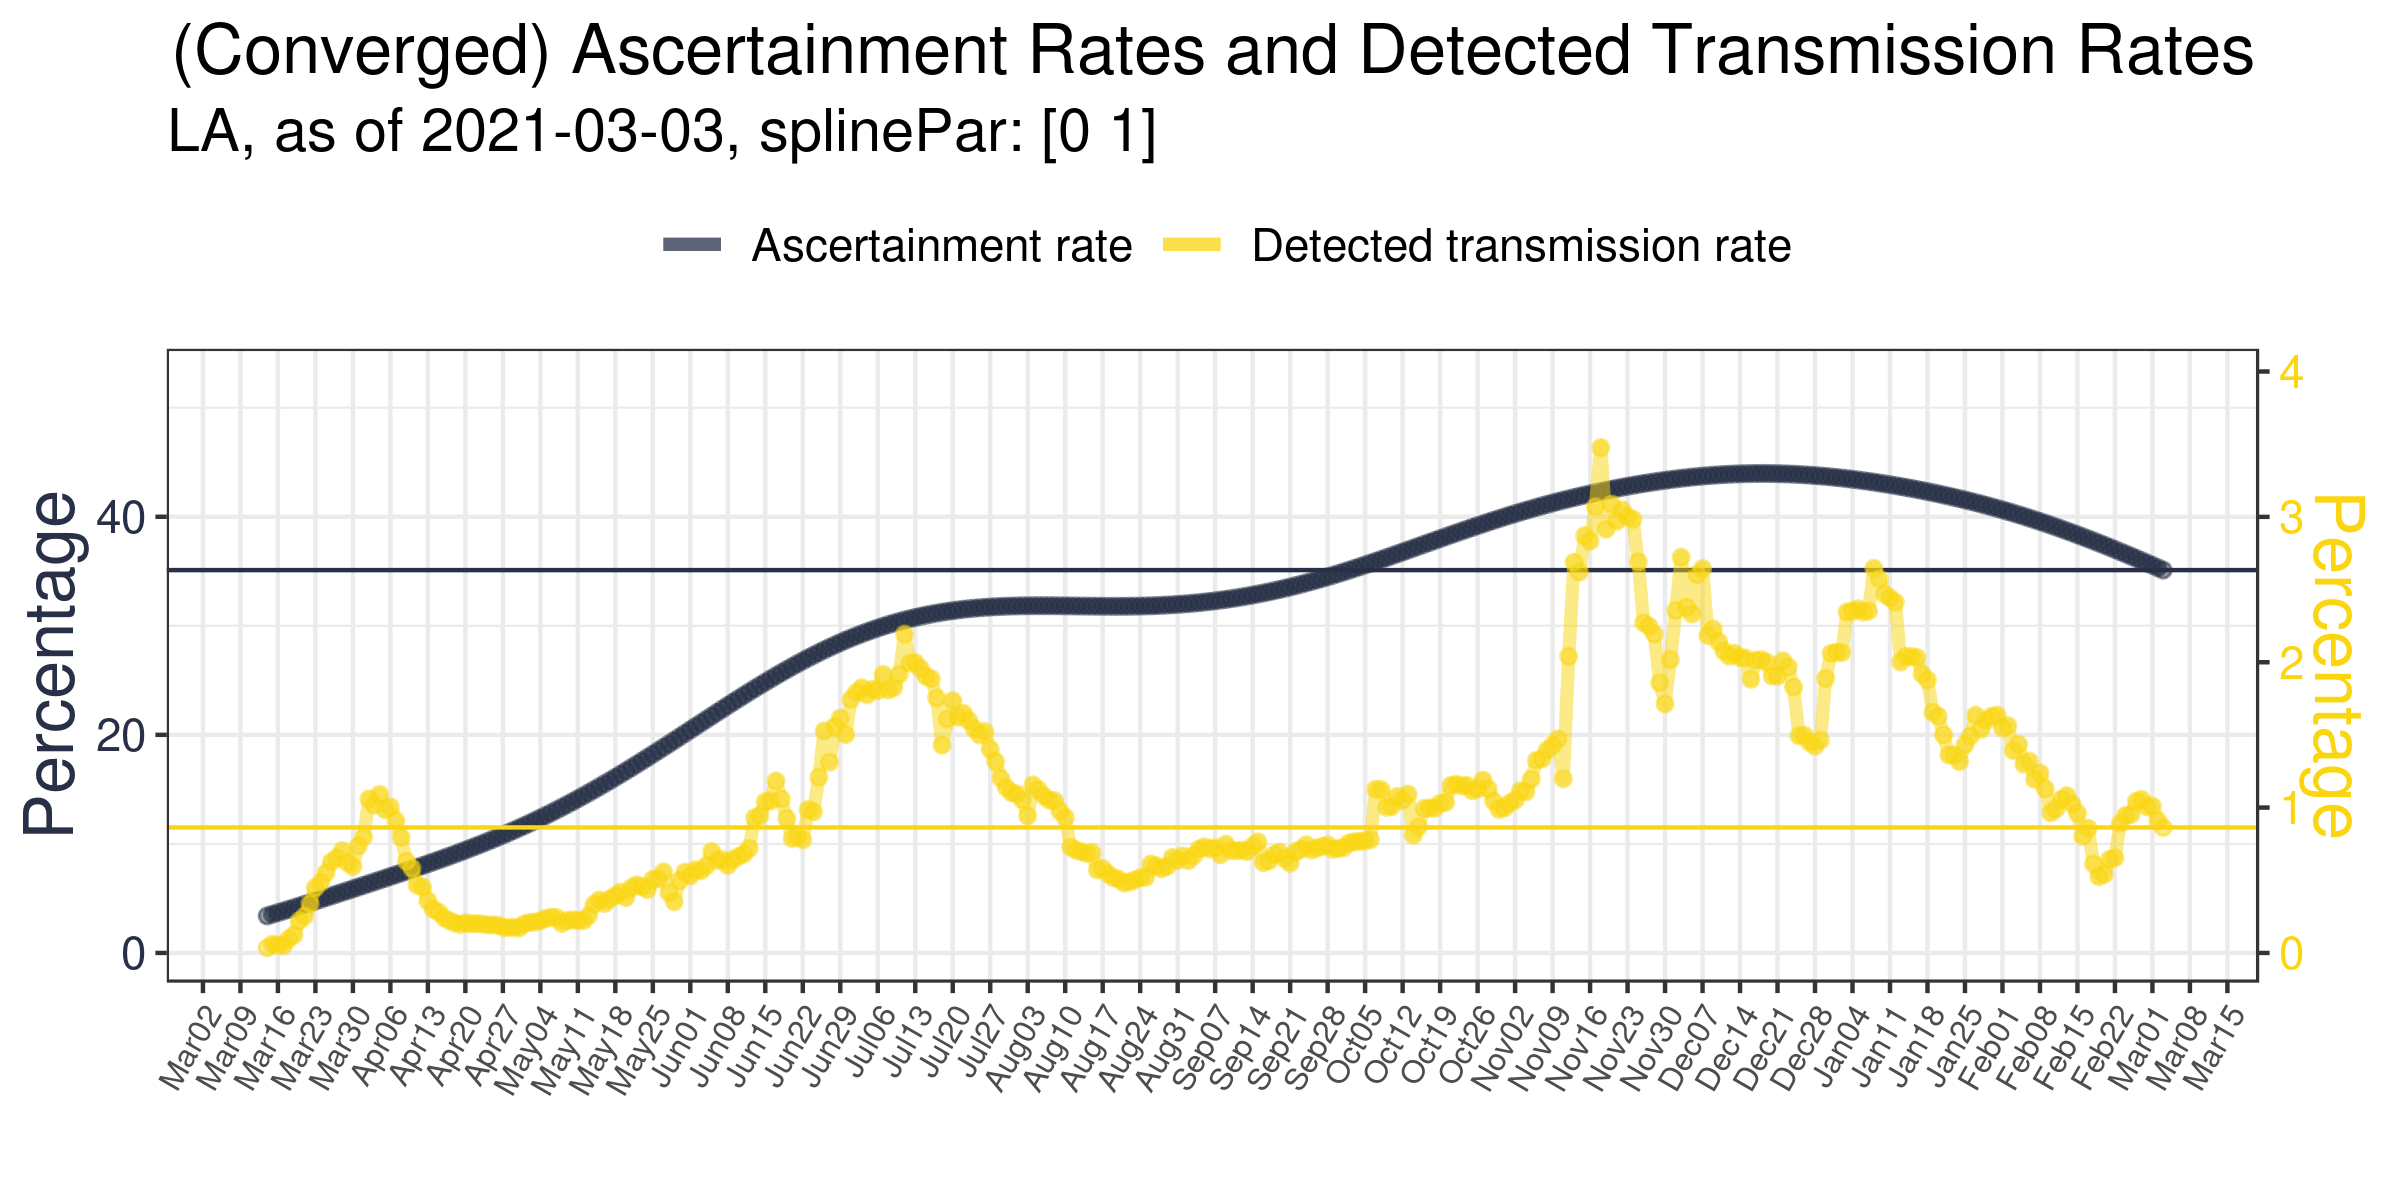 (Converged) Ascertainment Rates and Detected Transmission Rates
LA, as of 2021-03-03, splinePar: [0 1]
Ascertainment rate
Detected transmission rate
Percentage
40
20
0
4
3
2
1
0
Percentage
Mar02
Mar09
Mar16
Mar23
Mar30
Apr06
Apr13
Apr20
Apr27
May04
May11
May18
May25
Jun01
Jun08
Jun15
Jun22
Jun29
Jul06
Jul13
Jul20
Jul27
Aug03
Aug10
Aug17
Aug24
Aug31
Sep07
Sep14
Sep21
Sep28
Oct05
Oct12
Oct19
Oct26
Nov02
Nov09
Nov16
Nov23
Nov30
Dec07
Dec14
Dec21
Dec28
Jan04
Jan11
Jan18
Jan25
Feb01
Feb08
Feb15
Feb22
Mar01
Mar08
Mar15